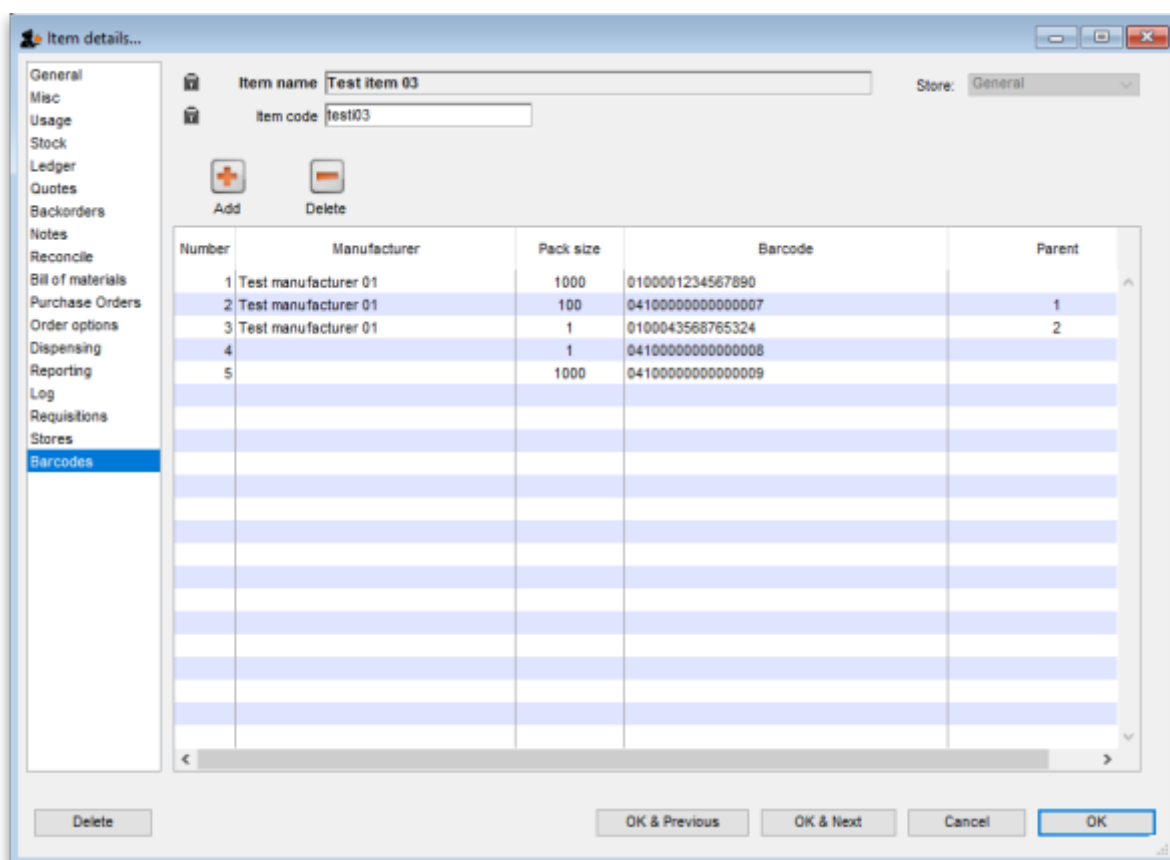 Item details...
General
Misc
Usage
Stock
Ledger
Quotes
Backorders
Notes
Reconcile
Bill of materials
Purchase Orders
Order options
Dispensing
Reporting
Log
Requisitions
Stores
Barcodes
Item name Test item 03 Store: General
Item code testi03
Add Delete
Number Manufacturer Pack size Barcode Parent
1 Test manufacturer 01 1000 0100001234567890
2 Test manufacturer 01 100 04100000000000007 1
3 Test manufacturer 01 1 0100043568765324 2
4 1 04100000000000008
5 1000 04100000000000009
Delete OK & Previous OK & Next Cancel OK